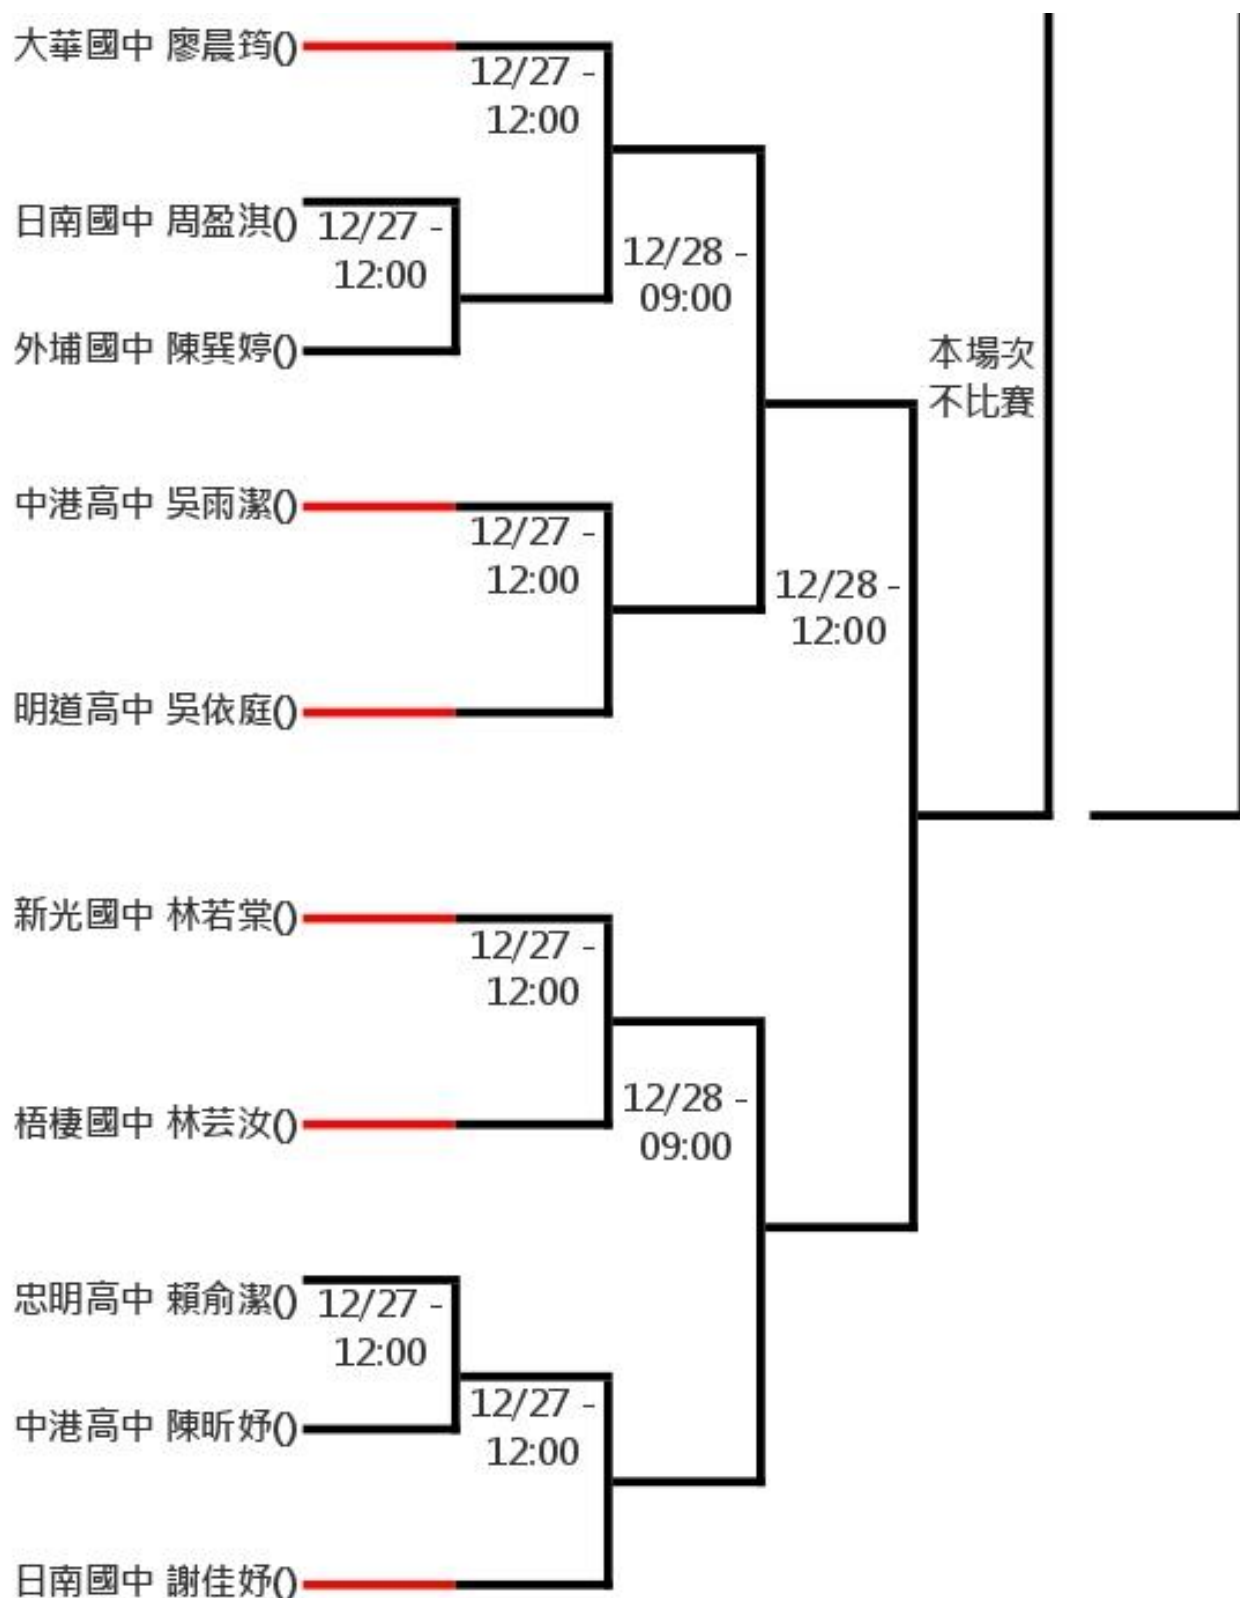 大華國中 廖晨筠()
12/27 -
12:00
日南國中 周盈淇()
12/27 -
12:00
12/28 -
09:00
外埔國中 陳巽婷()
本場次
不比賽
中港高中 吳雨潔()
12/27 -
12:00
12/28 -
12:00
明道高中 吳依庭()
新光國中 林若棠()
12/27 -
12:00
12/28 -
09:00
梧棲國中 林芸汝()
忠明高中 賴俞潔()
12/27 -
12:00
12/27 -
12:00
中港高中 陳昕妤()
日南國中 謝佳妤()